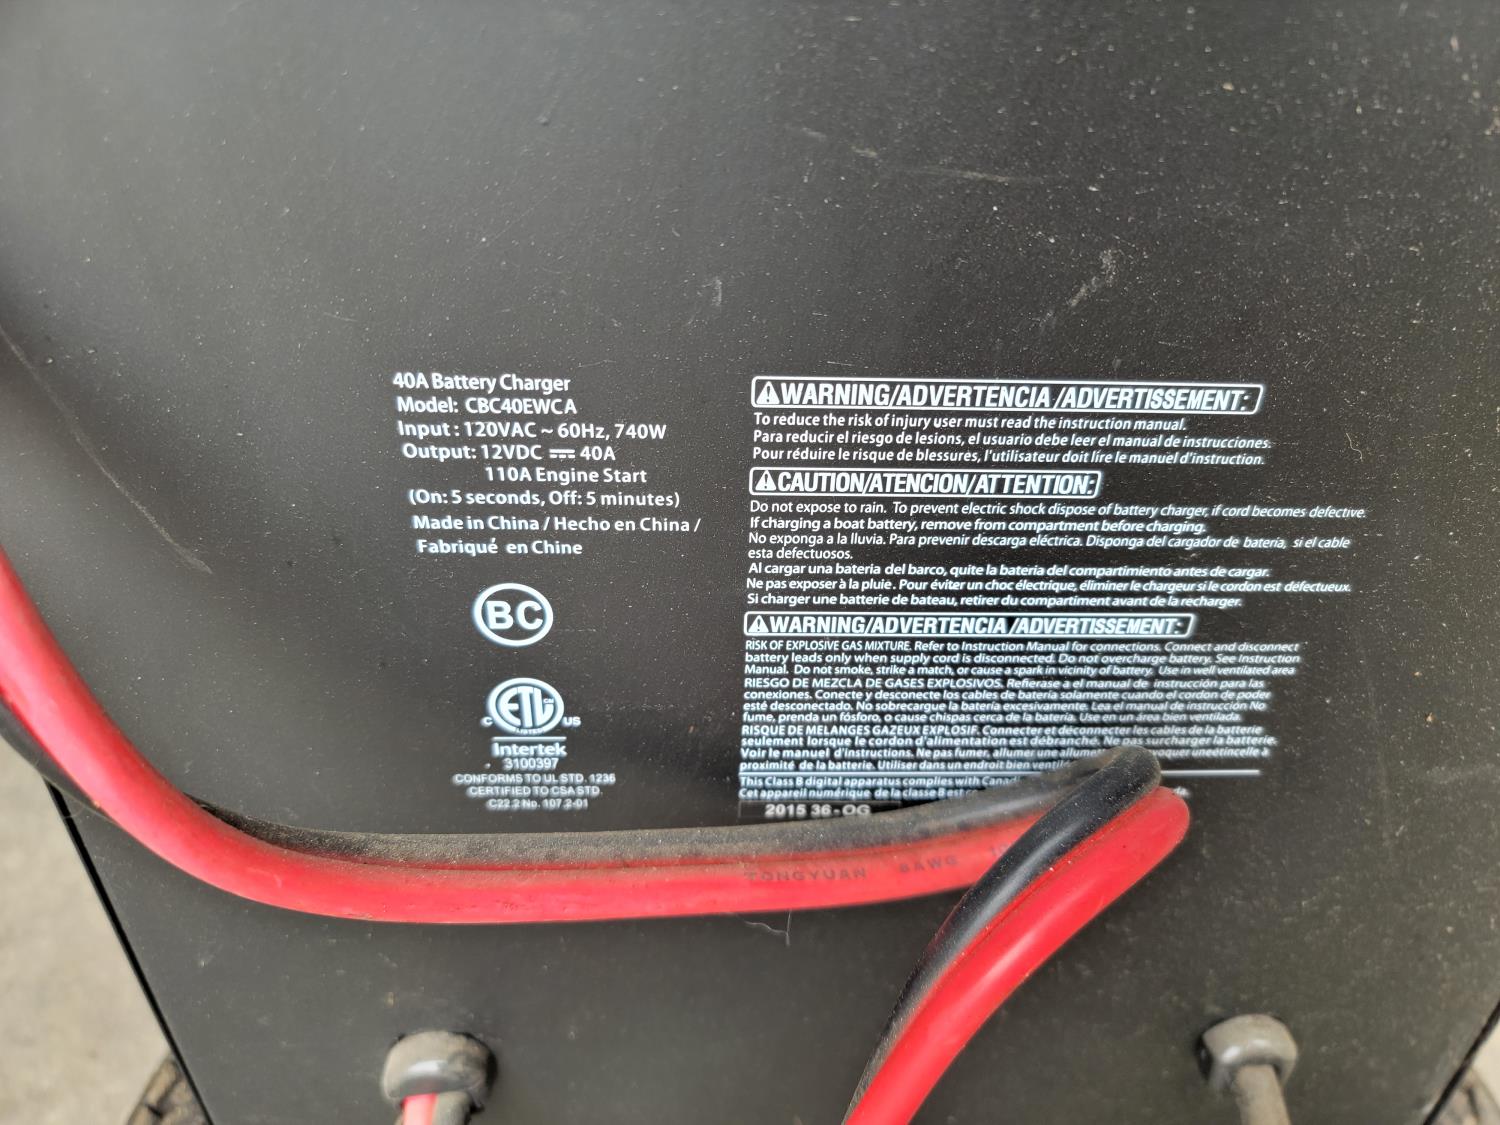 40A Battery Charger
Model: CBC40EWCA
Input : 120VAC ~ 60Hz, 740W
Output: 12VDC ⎓ 40A
110A Engine Start
(On: 5 seconds, Off: 5 minutes)
Made in China / Hecho en China /
Fabriqué en Chine
BC
ETL
CM
LISTED
C US
Intertek
3100397
CONFORMS TO UL STD. 1236
CERTIFIED TO CSA STD.
C22.2 No. 107.2-01
WARNING/ADVERTENCIA /ADVERTISSEMENT:
To reduce the risk of injury user must read the instruction manual.
Para reducir el riesgo de lesions, el usuario debe leer el manual de instrucciones.
Pour réduire le risque de blessures, l'utilisateur doit lire le manuel d'instruction.
CAUTION/ATENCION/ATTENTION:
Do not expose to rain. To prevent electric shock dispose of battery charger, if cord becomes defective.
If charging a boat battery, remove from compartment before charging.
No exponga a la lluvia. Para prevenir descarga eléctrica. Disponga del cargador de bateria, si el cable
esta defectuosos.
Al cargar una bateria del barco, quite la bateria del compartimiento antes de cargar.
Ne pas exposer à la pluie. Pour éviter un choc électrique, éliminer le chargeur si le cordon est défectueux.
Si charger une batterie de bateau, retirer du compartiment avant de la recharger.
WARNING/ADVERTENCIA /ADVERTISSEMENT:
RISK OF EXPLOSIVE GAS MIXTURE. Refer to Instruction Manual for connections. Connect and disconnect
battery leads only when supply cord is disconnected. Do not overcharge battery. See Instruction
Manual. Do not smoke, strike a match, or cause a spark in vicinity of battery. Use in well ventilated area
RIESGO DE MEZCLA DE GASES EXPLOSIVOS. Refiérase a el manual de instrucción para las
conexiones. Conecte y desconecte los cables de batería solamente cuando el cordon de poder
esté desconectado. No sobrecargue la batería excesivamente. Lea el manual de instrucción No
fume, prenda un fósforo, o cause chispas cerca de la batería. Use en un área bien ventilada.
RISQUE DE MELANGES GAZEUX EXPLOSIF. Connecter et déconnecter les cables de la batterie
seulement lorsque le cordon d'alimentation est débranché. Ne pas surcharger la batterie.
Voir le manuel d'instructions. Ne pas fumer, allumer une allumett voquer une étincelle à
proximité de la batterie. Utiliser dans un endroit bien ventil
This Class B digital apparatus complies with Canad
Cet appareil numérique de la classe B est co da.
2015 36-OG
TONGYUAN 8AWG 10